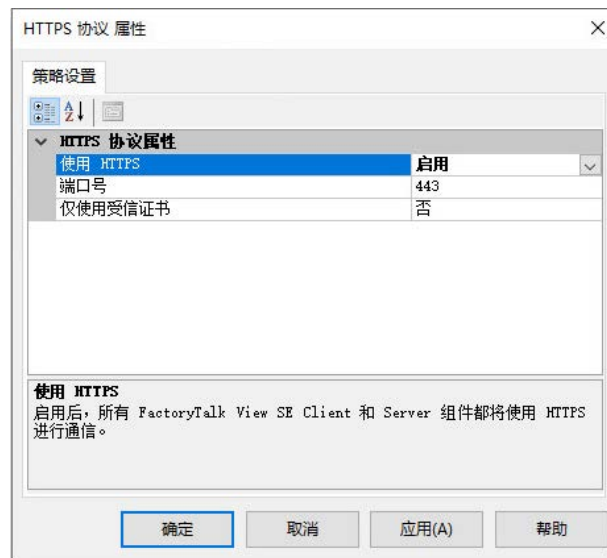 HTTPS 协议 属性
策略设置
HTTPS 协议属性
使用 HTTPS 启用
端口号 443
仅使用受信证书 否
使用 HTTPS
启用后，所有 FactoryTalk View SE Client 和 Server 组件都将使用 HTTPS
进行通信。
确定 取消 应用(A) 帮助